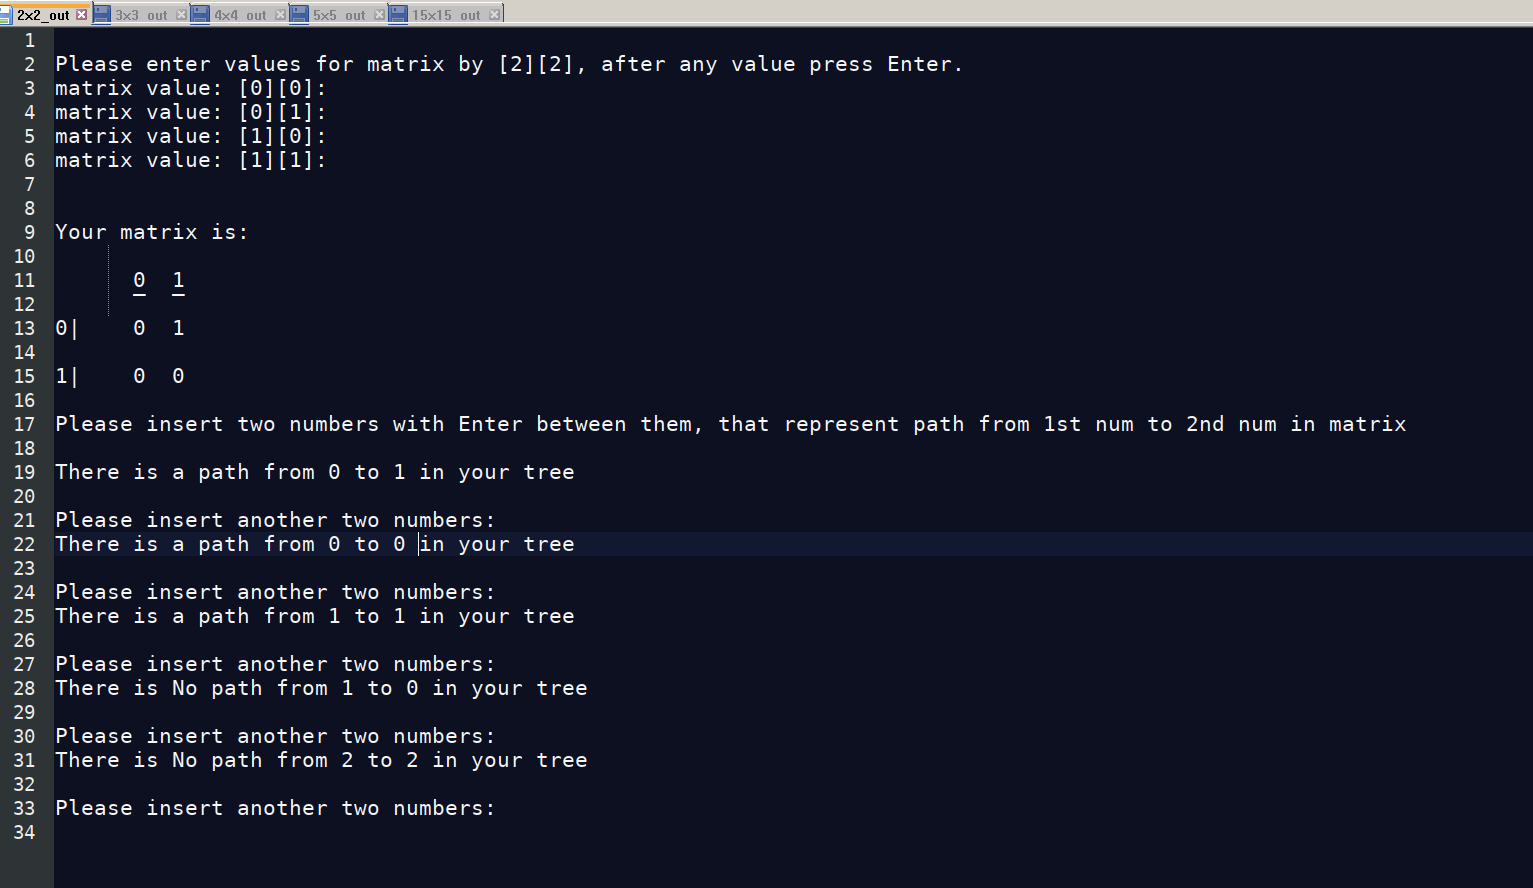 2x2_out 3x3_out 4x4_out 5x5_out 15x15_out
1
2 Please enter values for matrix by [2][2], after any value press Enter.
3 matrix value: [0][0]:
4 matrix value: [0][1]:
5 matrix value: [1][0]:
6 matrix value: [1][1]:
7
8
9 Your matrix is:
10
11 0 1
12
13 0| 0 1
14
15 1| 0 0
16
17 Please insert two numbers with Enter between them, that represent path from 1st num to 2nd num in matrix
18
19 There is a path from 0 to 1 in your tree
20
21 Please insert another two numbers:
22 There is a path from 0 to 0 in your tree
23
24 Please insert another two numbers:
25 There is a path from 1 to 1 in your tree
26
27 Please insert another two numbers:
28 There is No path from 1 to 0 in your tree
29
30 Please insert another two numbers:
31 There is No path from 2 to 2 in your tree
32
33 Please insert another two numbers:
34